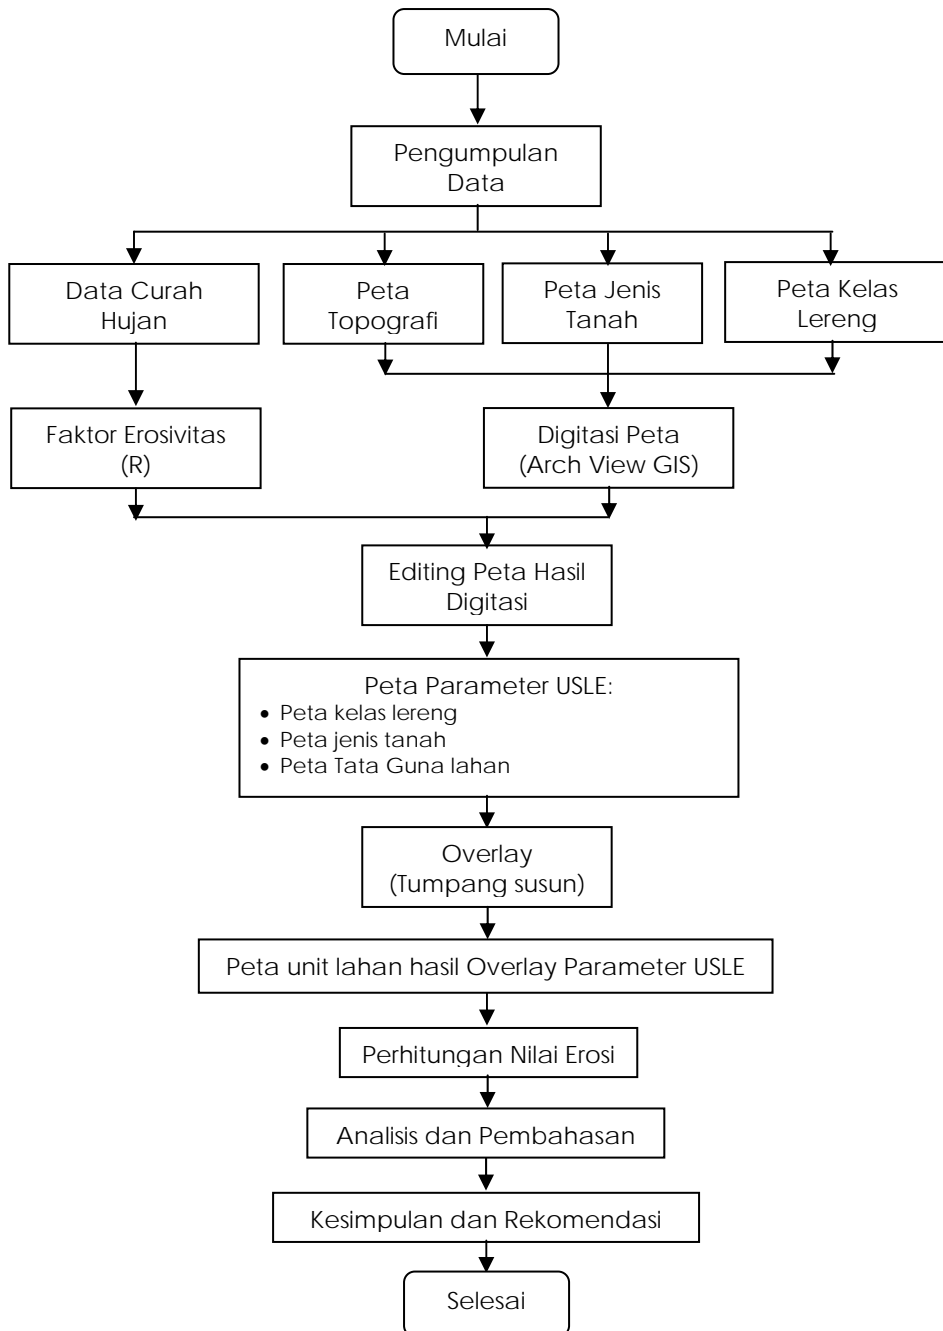 Mulai
Pengumpulan
Data
Data Curah
Hujan
Peta
Topografi
Peta Jenis
Tanah
Peta Kelas
Lereng
Faktor Erosivitas
(R)
Digitasi Peta
(Arch View GIS)
Editing Peta Hasil
Digitasi
Peta Parameter USLE:
• Peta kelas lereng
• Peta jenis tanah
• Peta Tata Guna lahan
Overlay
(Tumpang susun)
Peta unit lahan hasil Overlay Parameter USLE
Perhitungan Nilai Erosi
Analisis dan Pembahasan
Kesimpulan dan Rekomendasi
Selesai